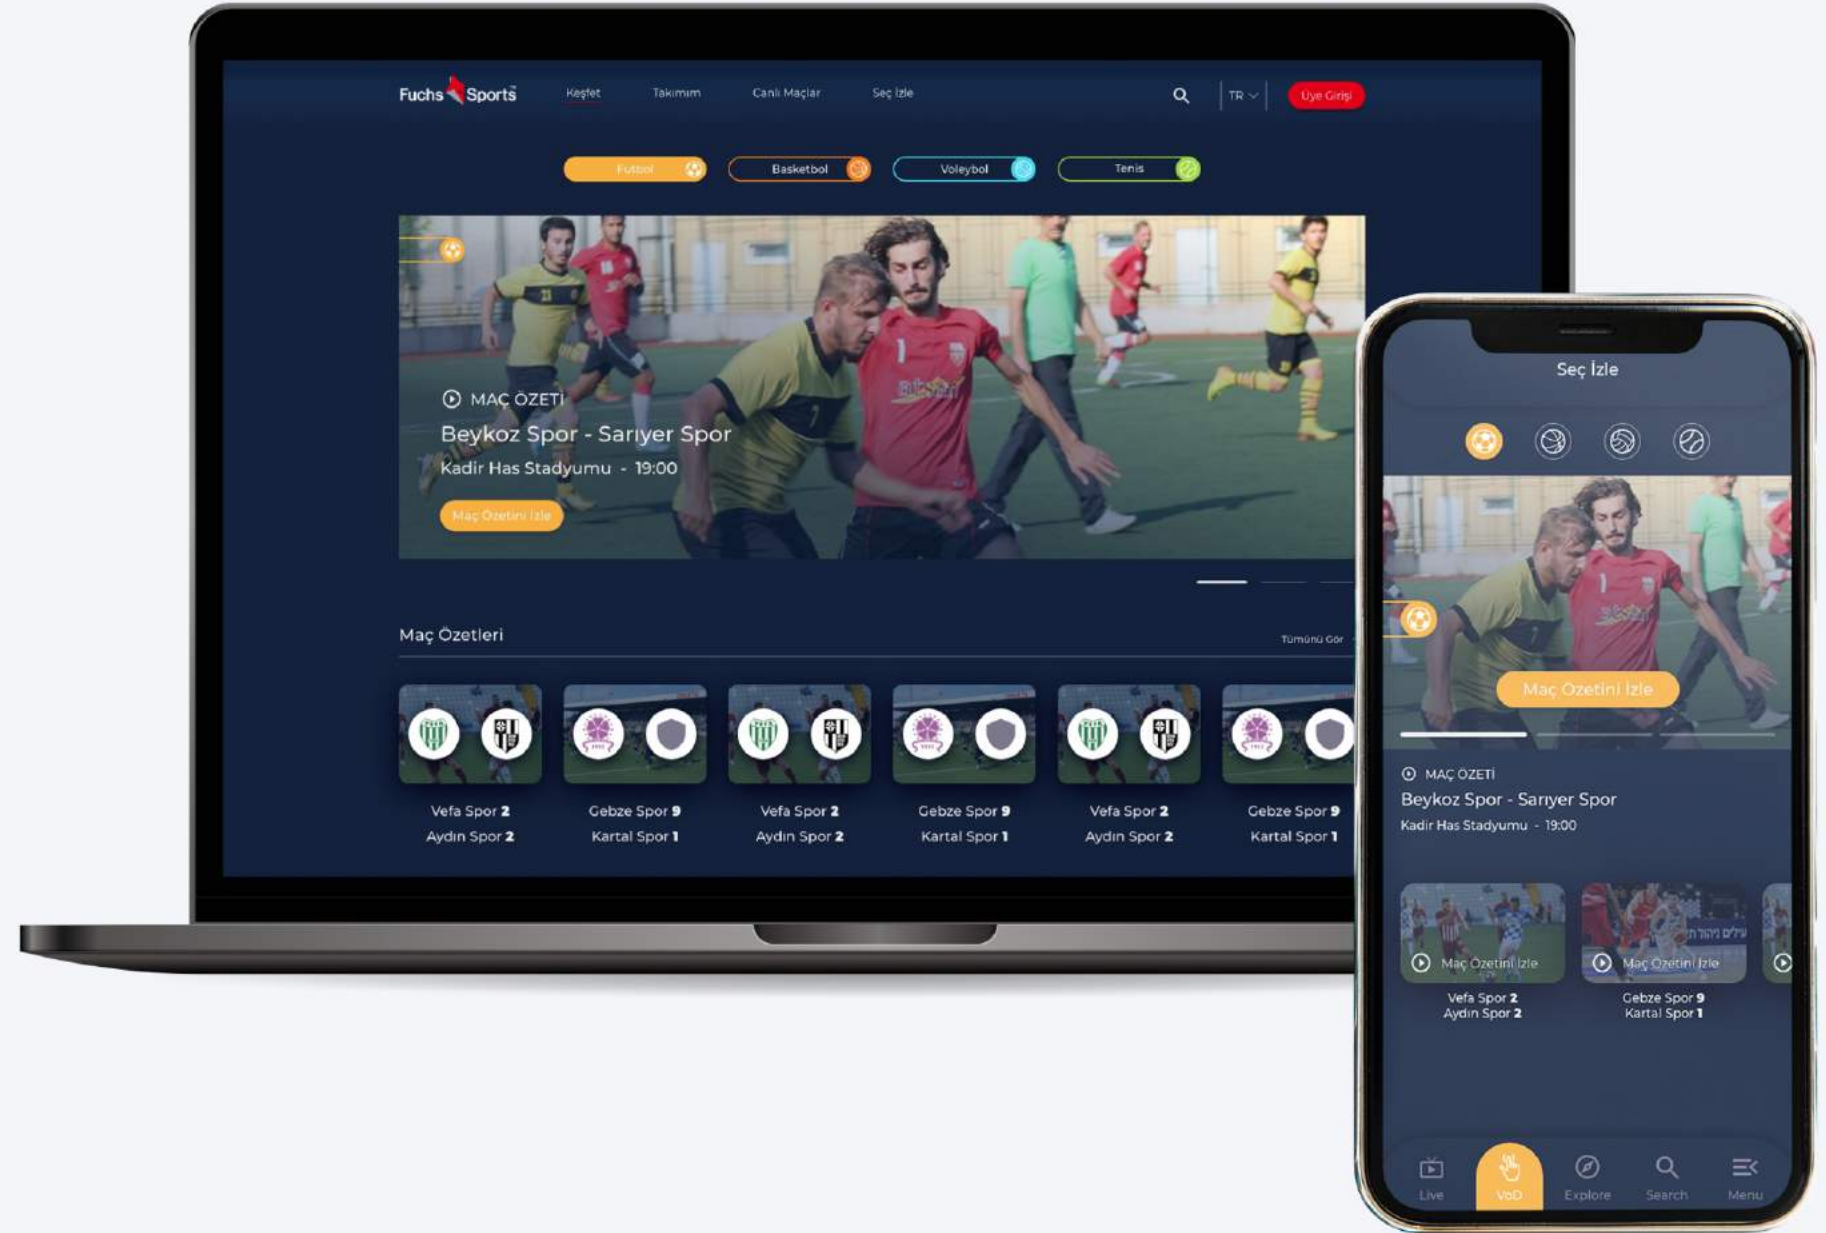 Fuchs Sports
Keşfet
Takımım
Canlı Maçlar
Seç İzle
TR
Üye Girişi
Futbol
Basketbol
Voleybol
Tenis
MAÇ ÖZETİ
Beykoz Spor - Sarıyer Spor
Kadir Has Stadyumu - 19:00
Maç Özetini İzle
Maç Özetleri
Tümünü Gör
Vefa Spor 2
Aydın Spor 2
Gebze Spor 9
Kartal Spor 1
Vefa Spor 2
Aydın Spor 2
Gebze Spor 9
Kartal Spor 1
Vefa Spor 2
Aydın Spor 2
Gebze Spor 9
Kartal Spor 1
Seç İzle
Maç Özetini İzle
MAÇ ÖZETİ
Beykoz Spor - Sarıyer Spor
Kadir Has Stadyumu - 19:00
Maç Özetini İzle
Maç Özetini İzle
Vefa Spor 2
Aydın Spor 2
Gebze Spor 9
Kartal Spor 1
Live
VoD
Explore
Search
Menu